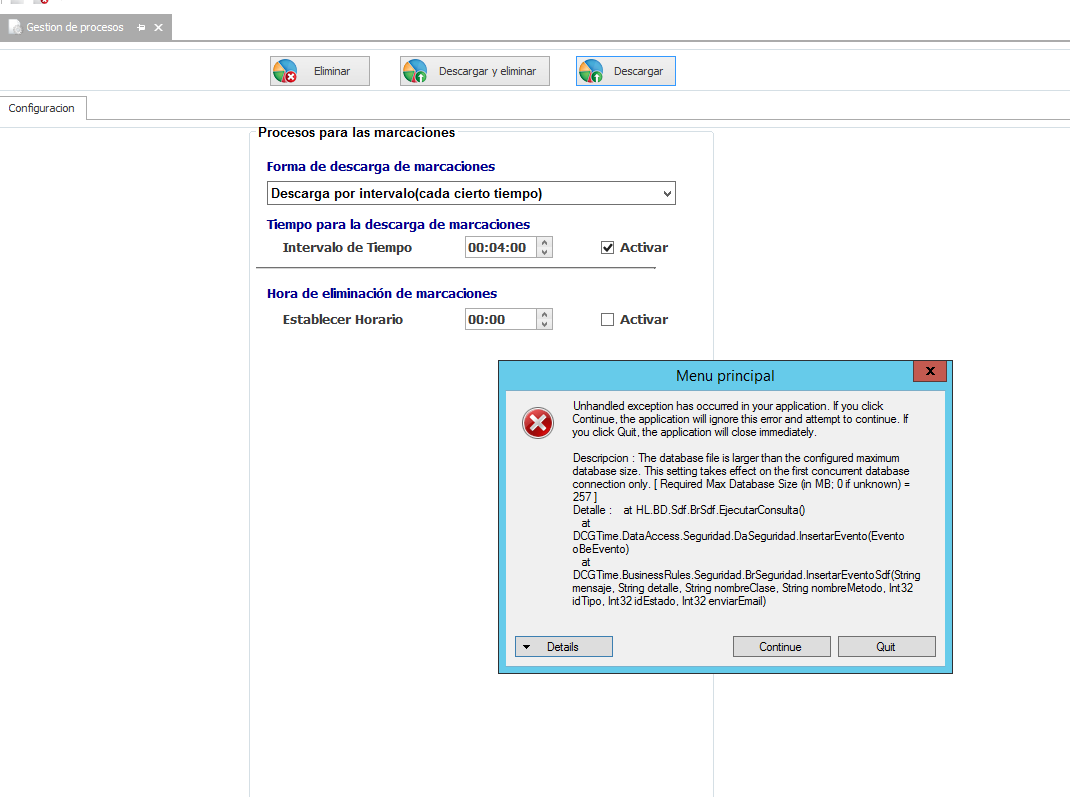 Gestion de procesos
Eliminar
Descargar y eliminar
Descargar
Configuracion
Procesos para las marcaciones
Forma de descarga de marcaciones
Descarga por intervalo(cada cierto tiempo)
Tiempo para la descarga de marcaciones
Intervalo de Tiempo
00:04:00
Activar
Hora de eliminación de marcaciones
Establecer Horario
00:00
Activar
Menu principal
Unhandled exception has occurred in your application. If you click
Continue, the application will ignore this error and attempt to continue. If
you click Quit, the application will close immediately.
Descripcion : The database file is larger than the configured maximum
database size. This setting takes effect on the first concurrent database
connection only. [ Required Max Database Size (in MB; 0 if unknown) =
257 ]
Detalle :    at HL.BD.Sdf.BrSdf.EjecutarConsulta()
at
DCGTime.DataAccess.Seguridad.DaSeguridad.InsertarEvento(Evento
oBeEvento)
at
DCGTime.BusinessRules.Seguridad.BrSeguridad.InsertarEventoSdf(String
mensaje, String detalle, String nombreClase, String nombreMetodo, Int32
idTipo, Int32 idEstado, Int32 enviarEmail)
Details
Continue
Quit